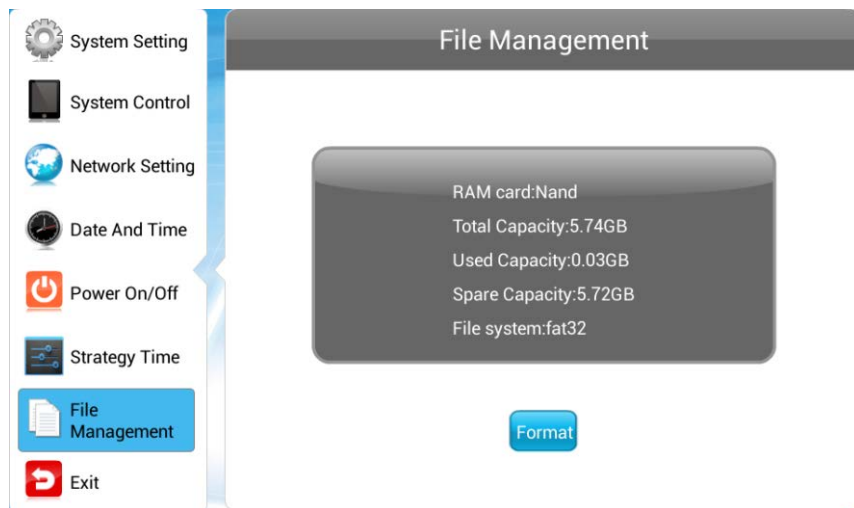 System Setting
System Control
Network Setting
Date And Time
Power On/Off
Strategy Time
File
Management
Exit
File Management
RAM card:Nand
Total Capacity:5.74GB
Used Capacity:0.03GB
Spare Capacity:5.72GB
File system:fat32
Format